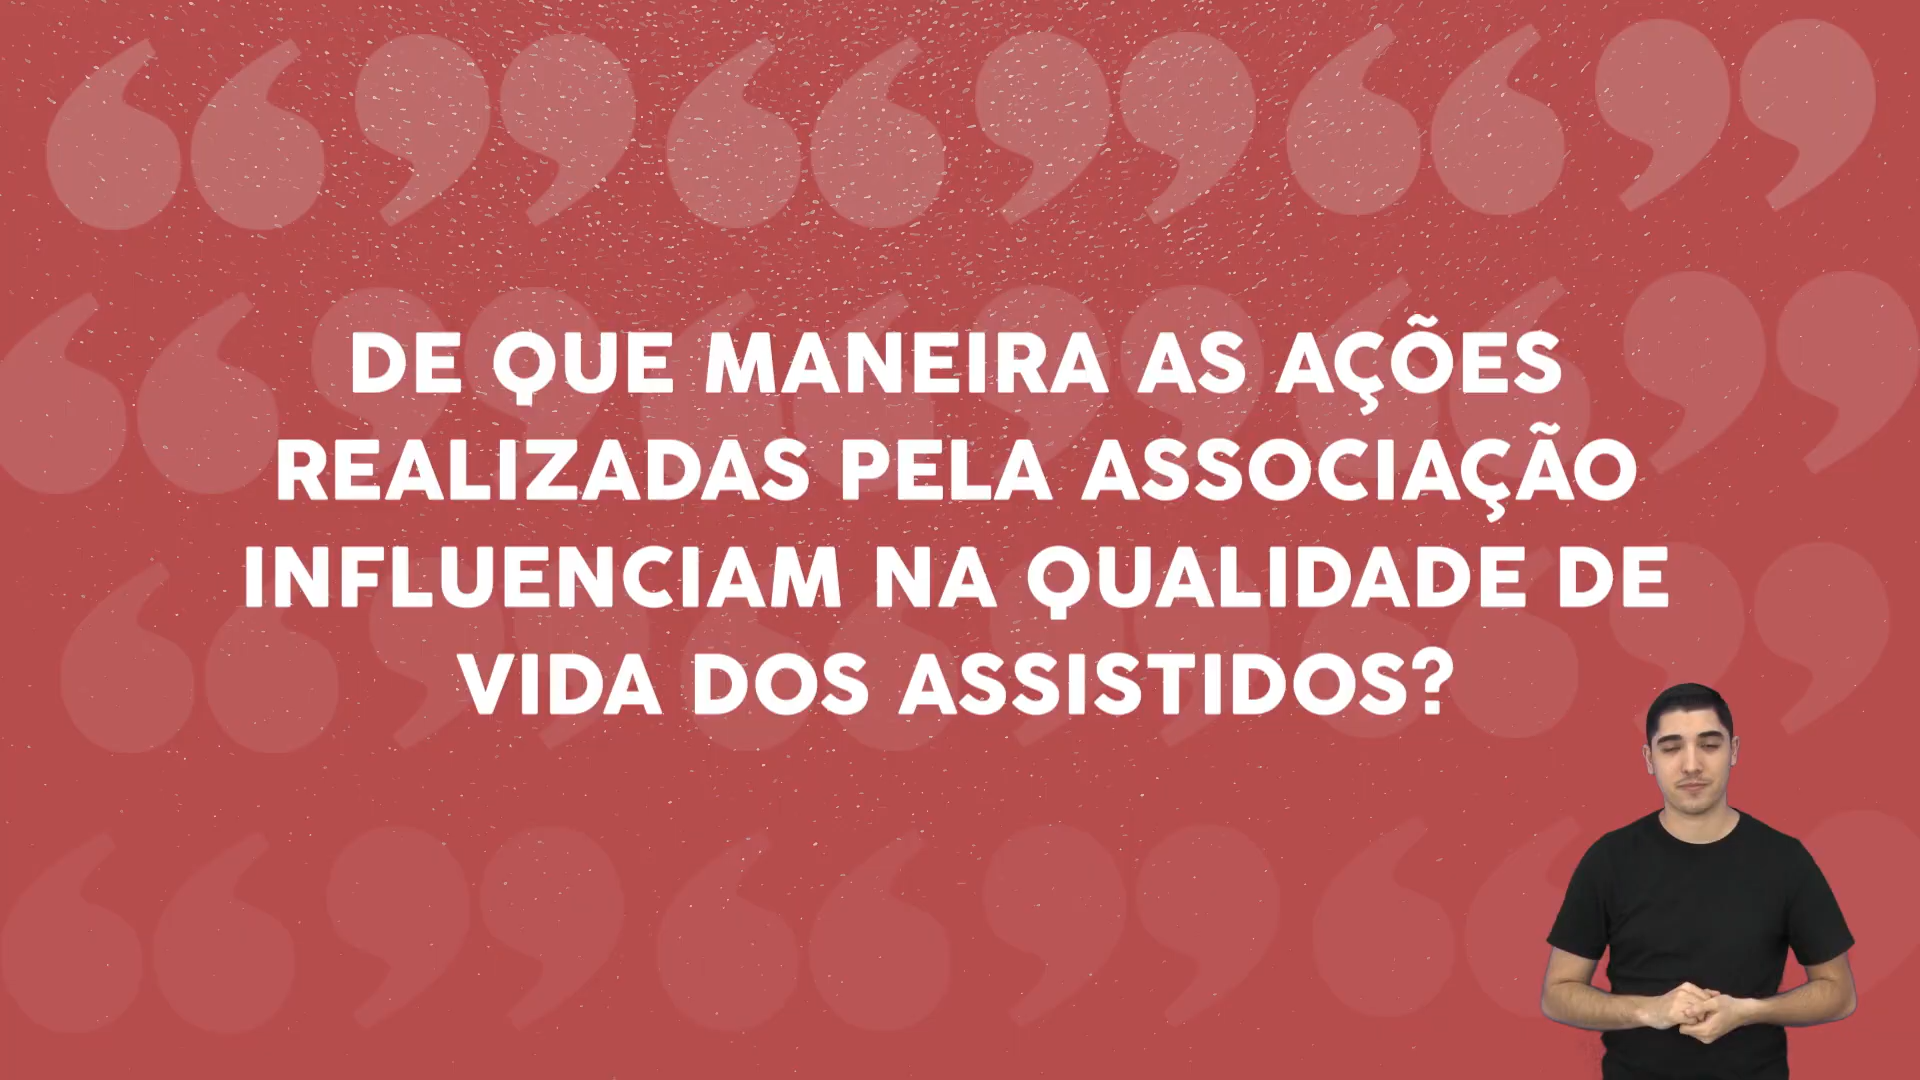 DE QUE MANEIRA AS AÇÕES
REALIZADAS PELA ASSOCIAÇÃO
INFLUENCIAM NA QUALIDADE DE
VIDA DOS ASSISTIDOS?